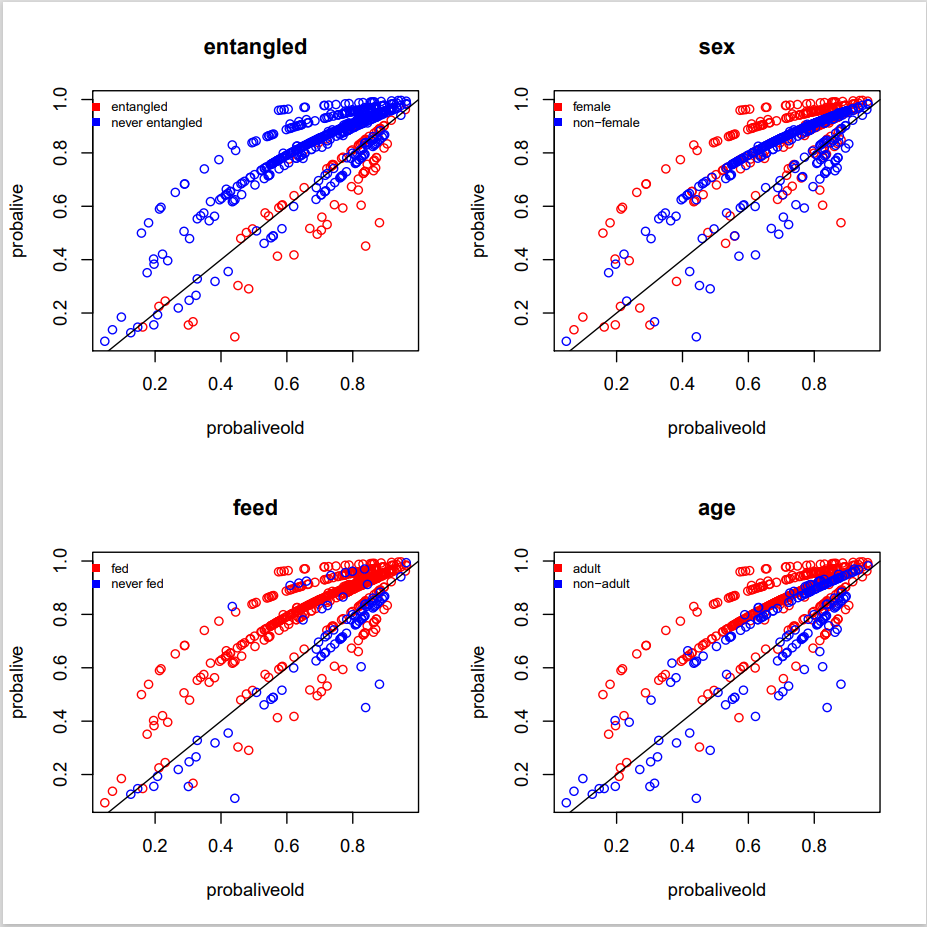 entangled
1.0
0.8
0.6
0.4
0.2
probalive
entangled
never entangled
0.2 0.4 0.6 0.8
probaliveold
sex
1.0
0.8
0.6
0.4
0.2
probalive
female
non−female
0.2 0.4 0.6 0.8
probaliveold
feed
1.0
0.8
0.6
0.4
0.2
probalive
fed
never fed
0.2 0.4 0.6 0.8
probaliveold
age
1.0
0.8
0.6
0.4
0.2
probalive
adult
non−adult
0.2 0.4 0.6 0.8
probaliveold